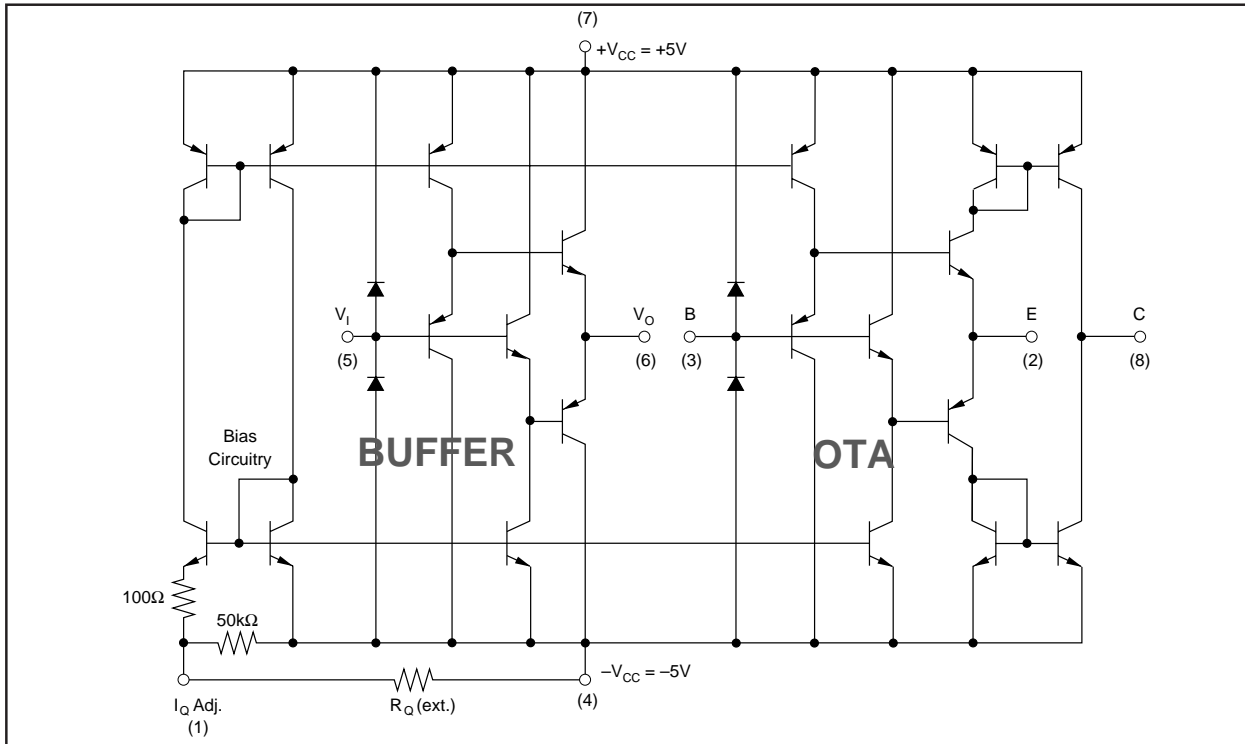 (7)
+VCC = +5V
VI
(5)
VO
(6)
B
(3)
E
(2)
C
(8)
Bias
Circuitry
BUFFER
OTA
100Ω
50kΩ
–VCC = –5V
(4)
RQ (ext.)
IQ Adj.
(1)